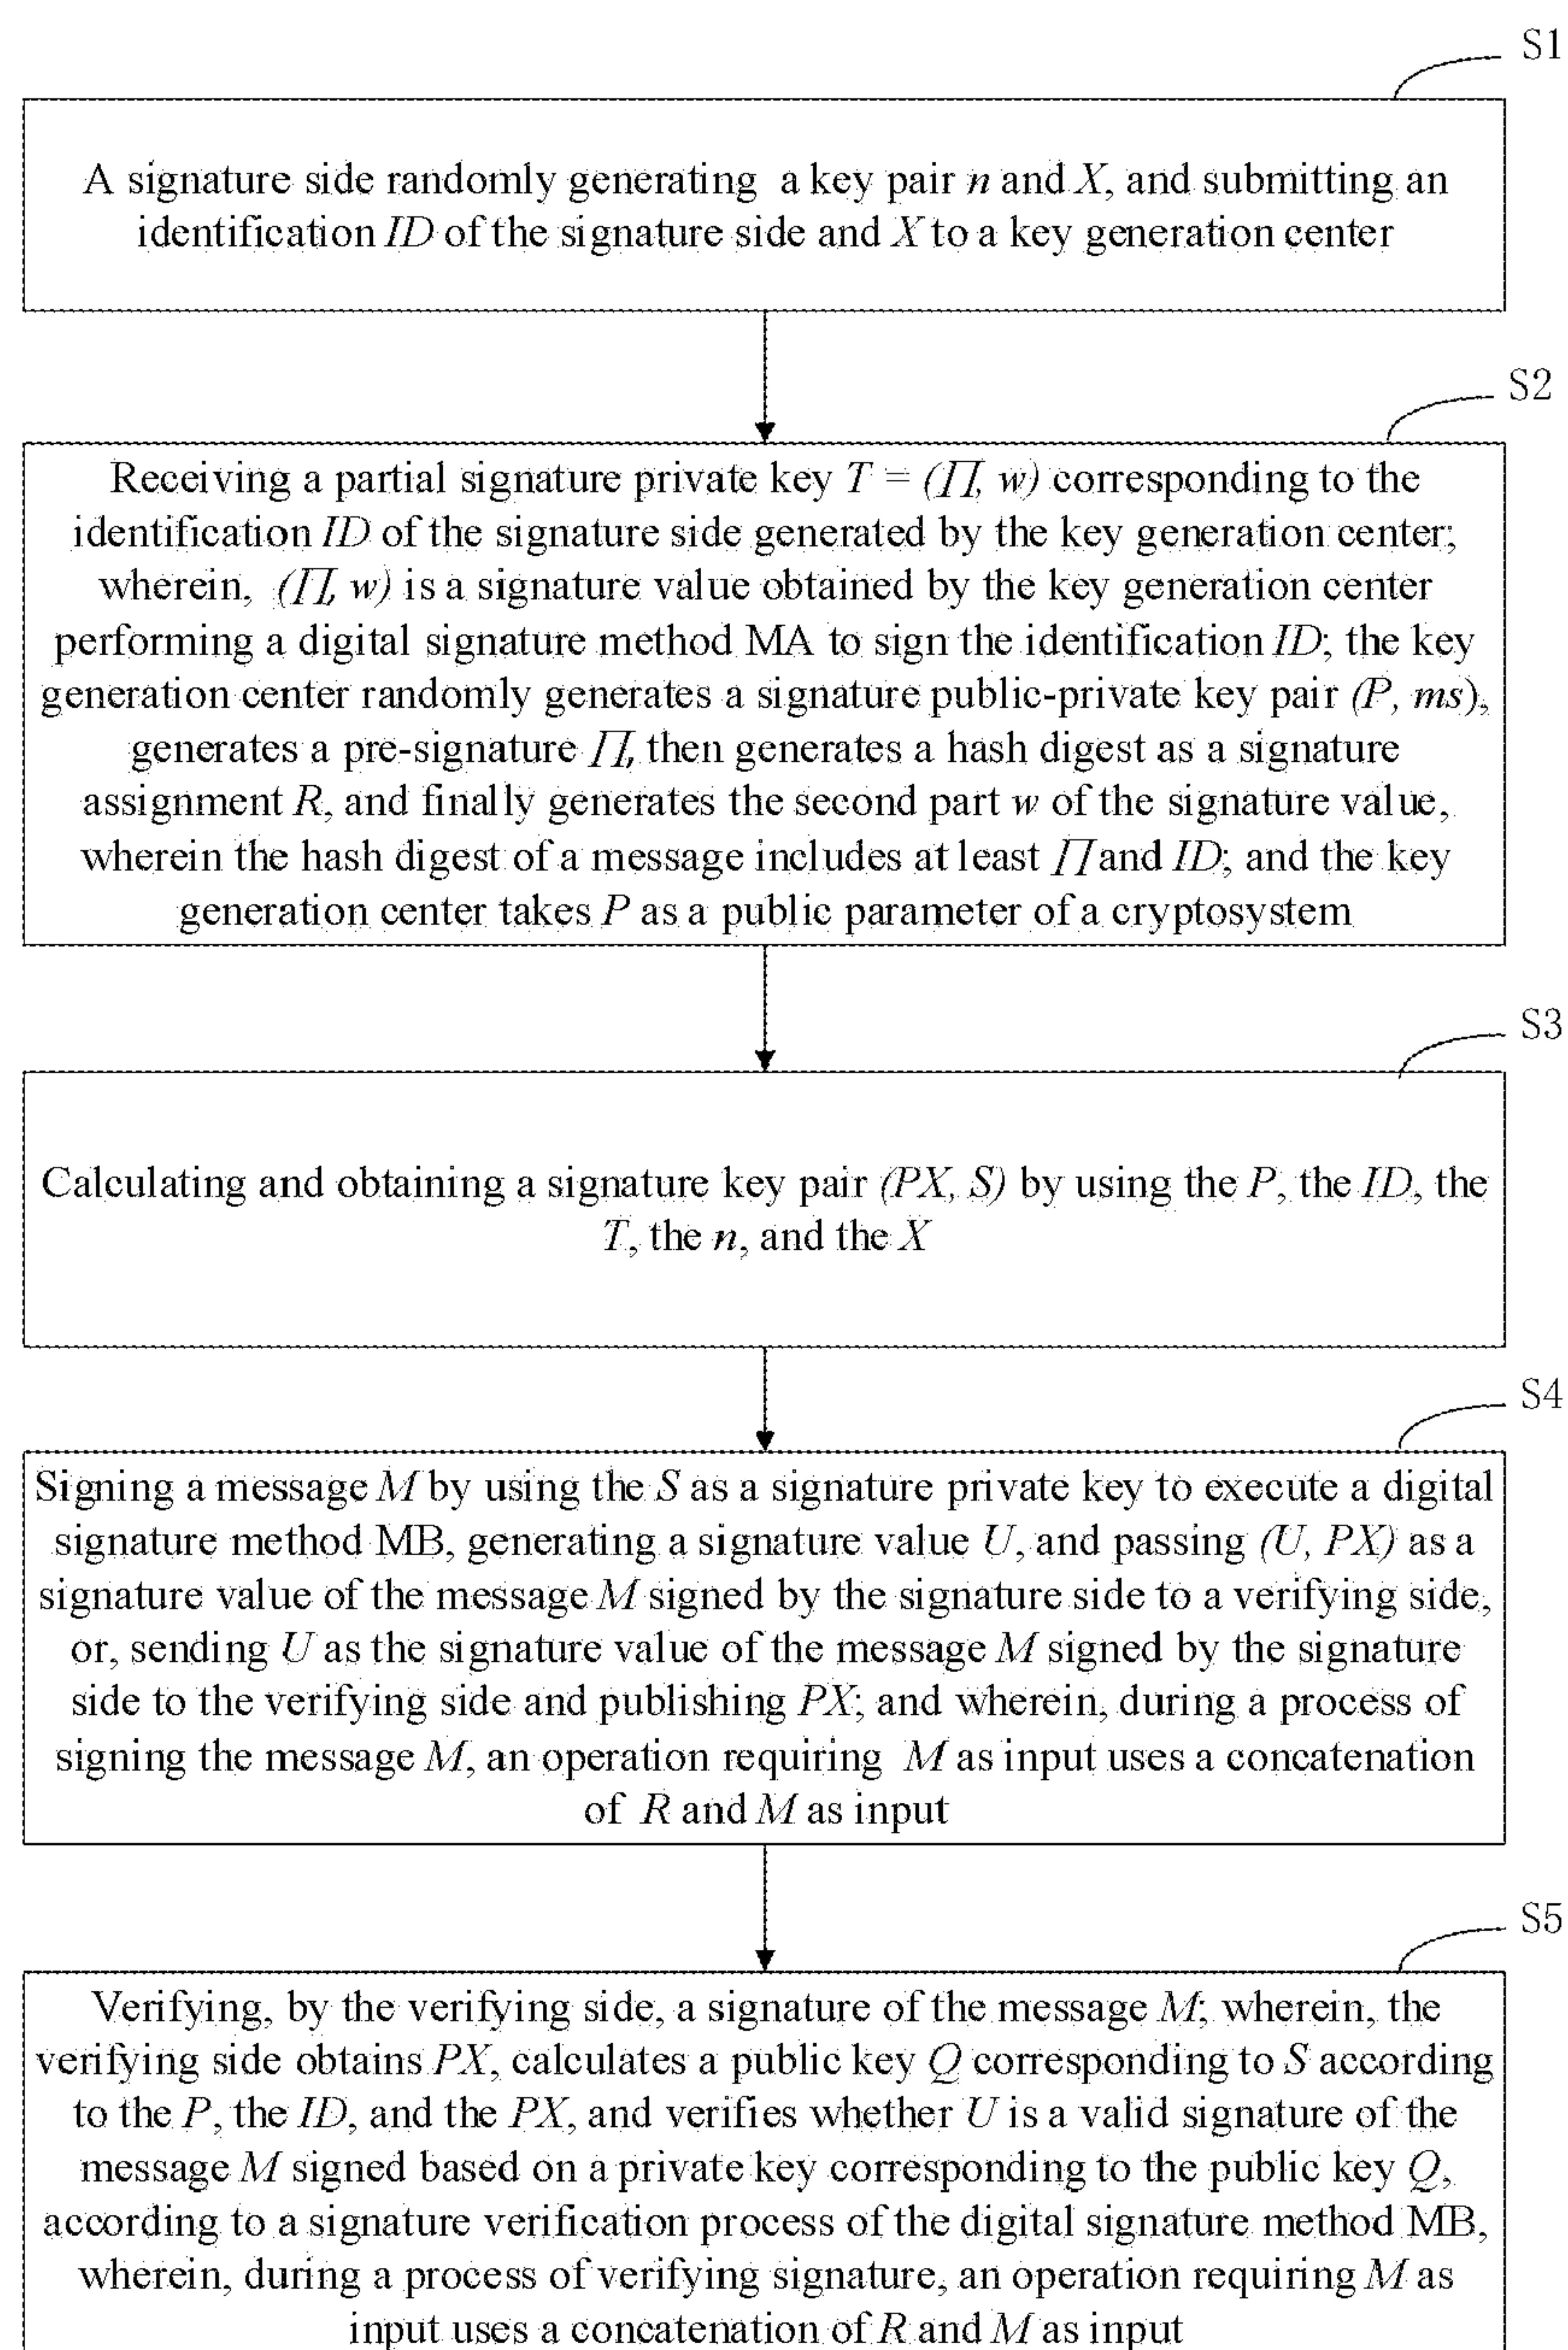 S1
A signature side randomly generating a key pair n and X, and submitting an
identification ID of the signature side and X to a key generation center
S2
Receiving a partial signature private key T = (∏, w) corresponding to the
identification ID of the signature side generated by the key generation center;
wherein, (∏, w) is a signature value obtained by the key generation center
performing a digital signature method MA to sign the identification ID; the key
generation center randomly generates a signature public-private key pair (P, ms),
generates a pre-signature ∏, then generates a hash digest as a signature
assignment R, and finally generates the second part w of the signature value,
wherein the hash digest of a message includes at least ∏ and ID; and the key
generation center takes P as a public parameter of a cryptosystem
S3
Calculating and obtaining a signature key pair (PX, S) by using the P, the ID, the
T, the n, and the X
S4
Signing a message M by using the S as a signature private key to execute a digital
signature method MB, generating a signature value U, and passing (U, PX) as a
signature value of the message M signed by the signature side to a verifying side,
or, sending U as the signature value of the message M signed by the signature
side to the verifying side and publishing PX; and wherein, during a process of
signing the message M, an operation requiring M as input uses a concatenation
of R and M as input
S5
Verifying, by the verifying side, a signature of the message M; wherein, the
verifying side obtains PX, calculates a public key Q corresponding to S according
to the P, the ID, and the PX, and verifies whether U is a valid signature of the
message M signed based on a private key corresponding to the public key Q,
according to a signature verification process of the digital signature method MB,
wherein, during a process of verifying signature, an operation requiring M as
input uses a concatenation of R and M as input